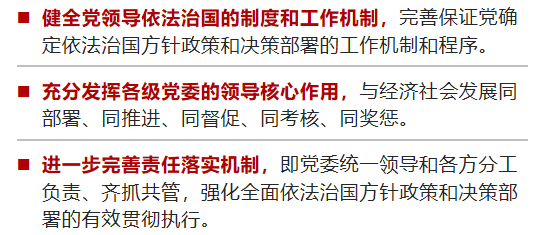 ■ 健全党领导依法治国的制度和工作机制，完善保证党确
定依法治国方针政策和决策部署的工作机制和程序。
■ 充分发挥各级党委的领导核心作用，与经济社会发展同
部署、同推进、同督促、同考核、同奖惩。
■ 进一步完善责任落实机制，即党委统一领导和各方分工
负责、齐抓共管，强化全面依法治国方针政策和决策部
署的有效贯彻执行。